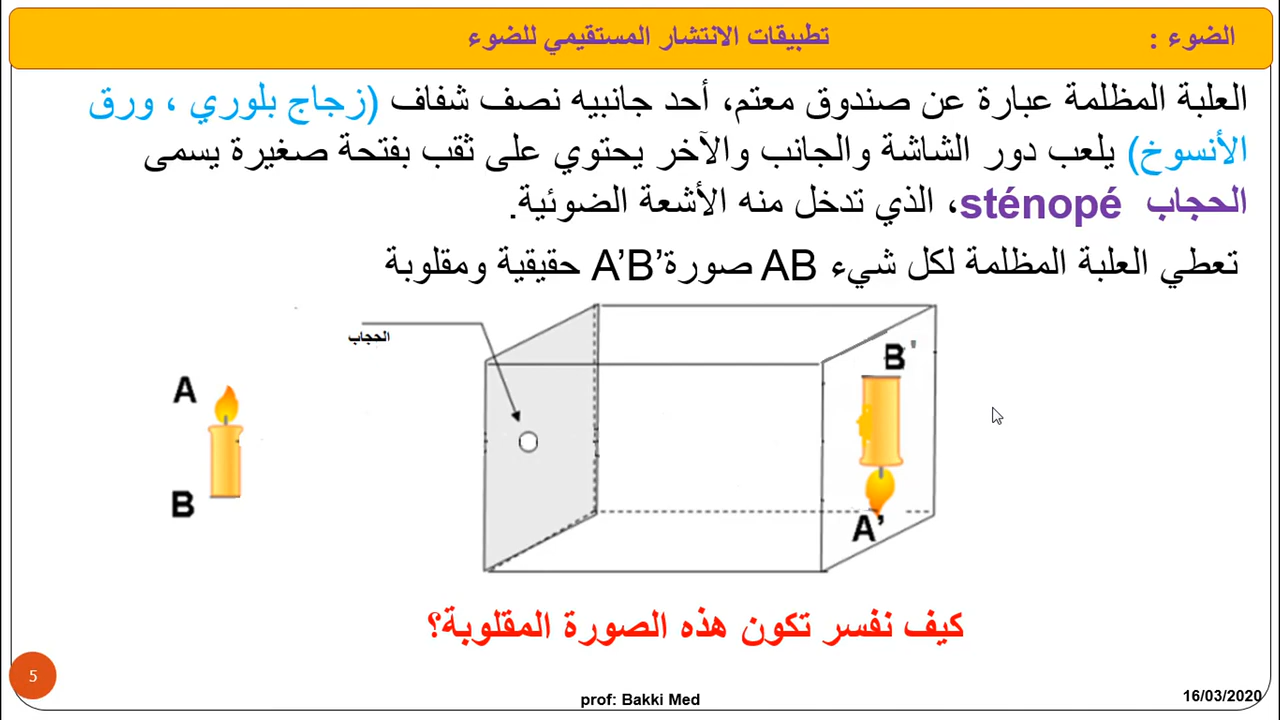 الضوء : تطبيقات الانتشار المستقيمي للضوء
العلبة المظلمة عبارة عن صندوق معتم، أحد جانبيه نصف شفاف (زجاج بلوري ، ورق
الأنسوخ) يلعب دور الشاشة والجانب والآخر يحتوي على ثقب بفتحة صغيرة يسمى
الحجاب sténopé، الذي تدخل منه الأشعة الضوئية.
تعطي العلبة المظلمة لكل شيء AB صورة A’B’ حقيقية ومقلوبة
الحجاب
B'
A
B
A’
كيف نفسر تكون هذه الصورة المقلوبة؟
5
prof: Bakki Med
16/03/2020